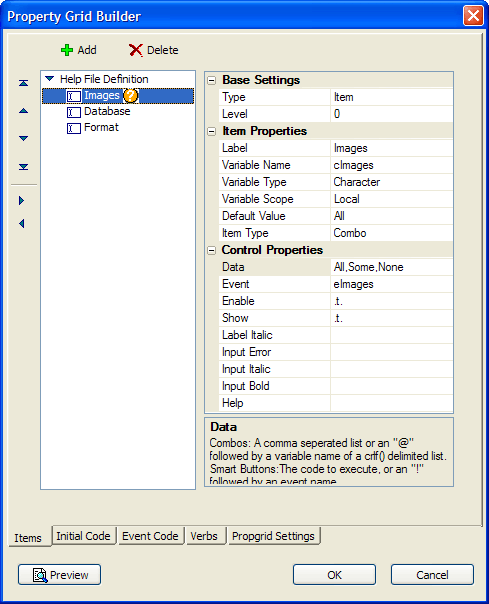 Property Grid Builder
Add Delete
Help File Definition
Images
Database
Format
Base Settings
Type Item
Level 0
Item Properties
Label Images
Variable Name cImages
Variable Type Character
Variable Scope Local
Default Value All
Item Type Combo
Control Properties
Data All,Some,None
Event eImages
Enable .t.
Show .t.
Label Italic
Input Error
Input Italic
Input Bold
Help
Data
Combos: A comma seperated list or an "@"
followed by a variable name of a crlf() delimited list.
Smart Buttons:The code to execute, or an "!"
followed by an event name
Items Initial Code Event Code Verbs Propgrid Settings
Preview OK Cancel